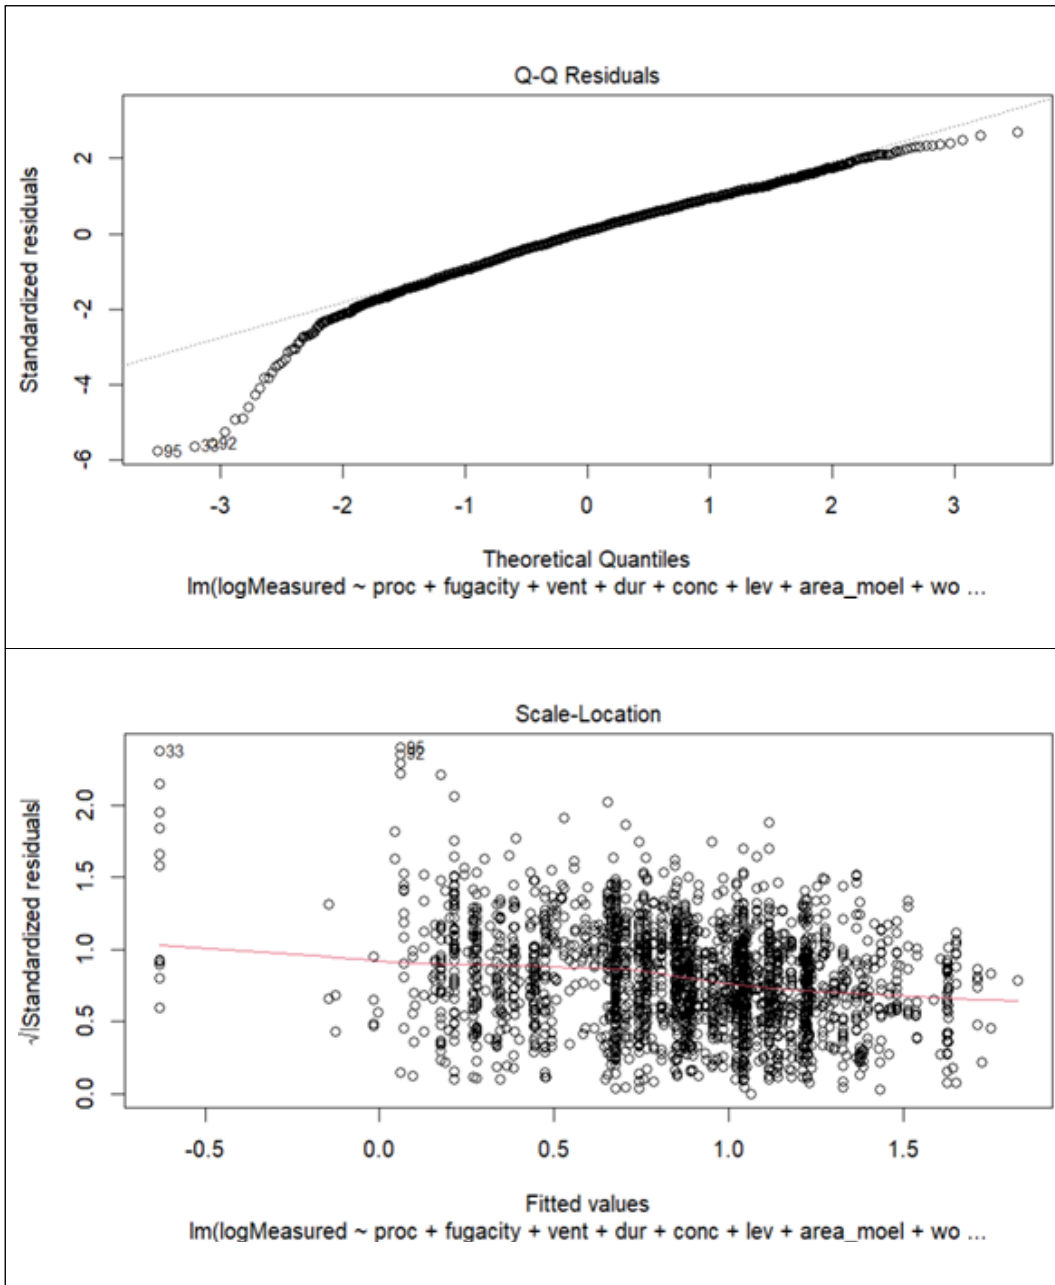 Q-Q Residuals
Standardized residuals
2
0
-2
-4
-6
95
92
-3 -2 -1 0 1 2 3
Theoretical Quantiles
lm(logMeasured ~ proc + fugacity + vent + dur + conc + lev + area_moel + wo ...
Scale-Location
√|Standardized residuals|
2.0
1.5
1.0
0.5
0.0
33
92
-0.5 0.0 0.5 1.0 1.5
Fitted values
lm(logMeasured ~ proc + fugacity + vent + dur + conc + lev + area_moel + wo ...